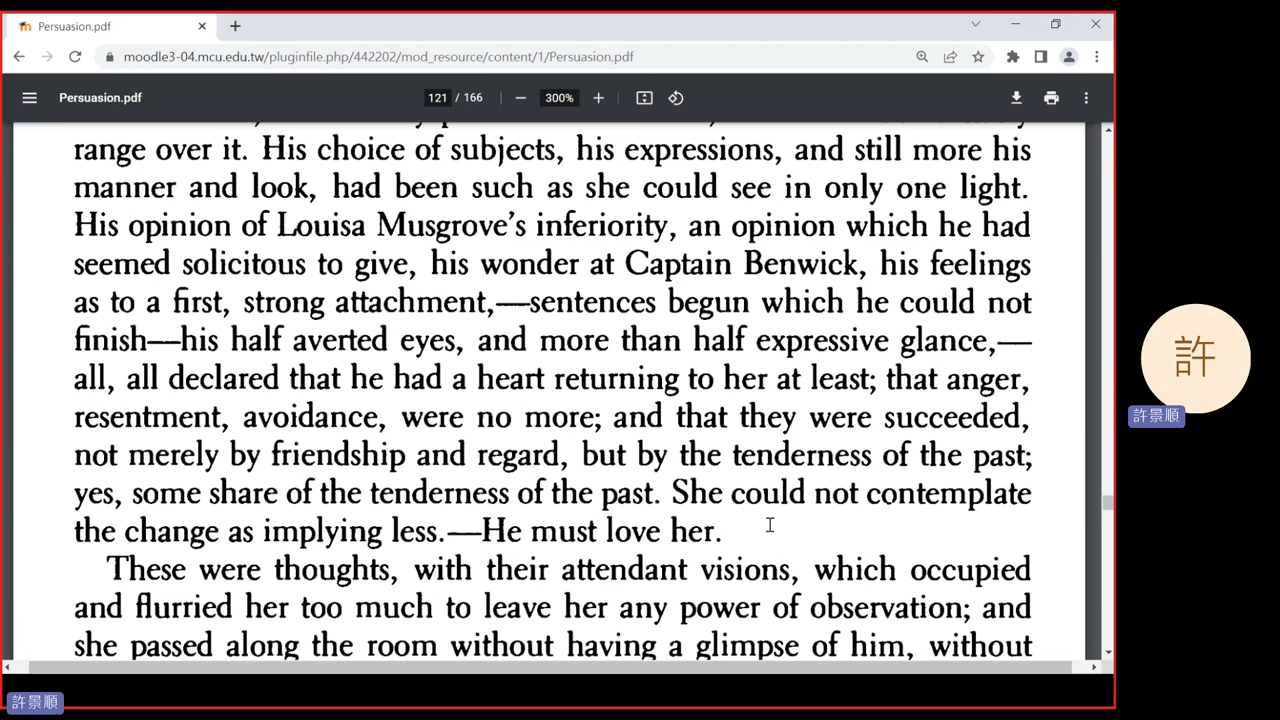 Persuasion.pdf
moodle3-04.mcu.edu.tw/pluginfile.php/442202/mod_resource/content/1/Persuasion.pdf
Persuasion.pdf 121 / 166 300%
range over it. His choice of subjects, his expressions, and still more his
manner and look, had been such as she could see in only one light.
His opinion of Louisa Musgrove's inferiority, an opinion which he had
seemed solicitous to give, his wonder at Captain Benwick, his feelings
as to a first, strong attachment,—sentences begun which he could not
finish—his half averted eyes, and more than half expressive glance,—
all, all declared that he had a heart returning to her at least; that anger,
resentment, avoidance, were no more; and that they were succeeded,
not merely by friendship and regard, but by the tenderness of the past;
yes, some share of the tenderness of the past. She could not contemplate
the change as implying less.—He must love her.
These were thoughts, with their attendant visions, which occupied
and flurried her too much to leave her any power of observation; and
she passed along the room without having a glimpse of him, without
許
許景順
許景順